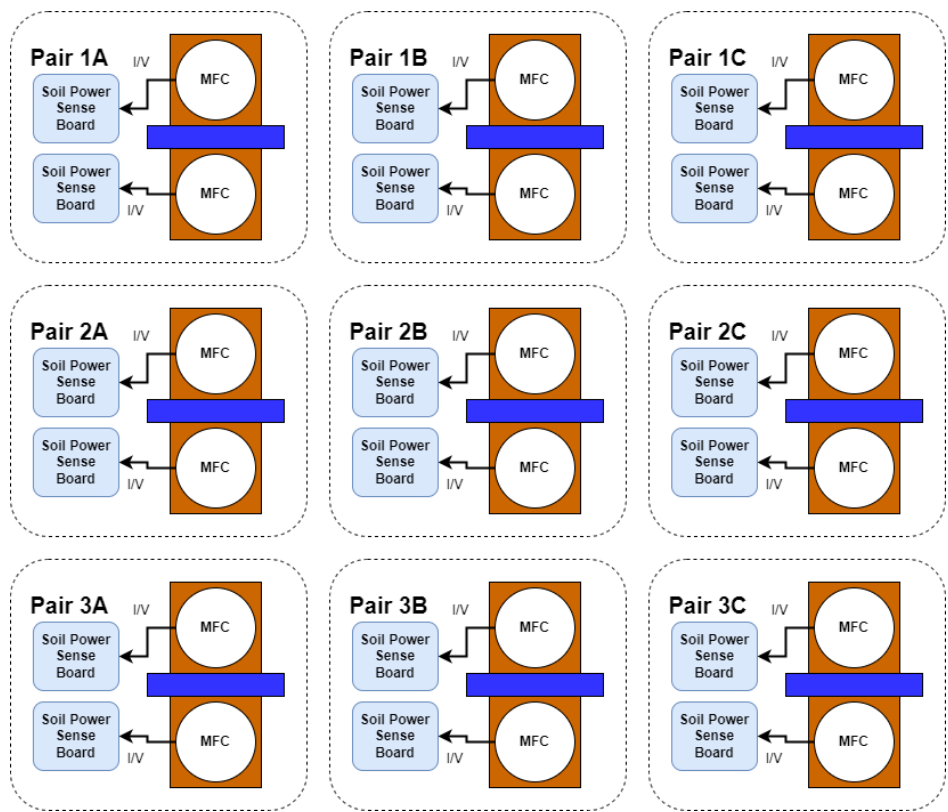 Pair 1A
I/V
MFC
Soil Power
Sense
Board
Soil Power
Sense
Board
I/V
MFC
Pair 1B
I/V
MFC
Soil Power
Sense
Board
Soil Power
Sense
Board
I/V
MFC
Pair 1C
I/V
MFC
Soil Power
Sense
Board
Soil Power
Sense
Board
I/V
MFC
Pair 2A
I/V
MFC
Soil Power
Sense
Board
Soil Power
Sense
Board
I/V
MFC
Pair 2B
I/V
MFC
Soil Power
Sense
Board
Soil Power
Sense
Board
I/V
MFC
Pair 2C
I/V
MFC
Soil Power
Sense
Board
Soil Power
Sense
Board
I/V
MFC
Pair 3A
I/V
MFC
Soil Power
Sense
Board
Soil Power
Sense
Board
I/V
MFC
Pair 3B
I/V
MFC
Soil Power
Sense
Board
Soil Power
Sense
Board
I/V
MFC
Pair 3C
I/V
MFC
Soil Power
Sense
Board
Soil Power
Sense
Board
I/V
MFC